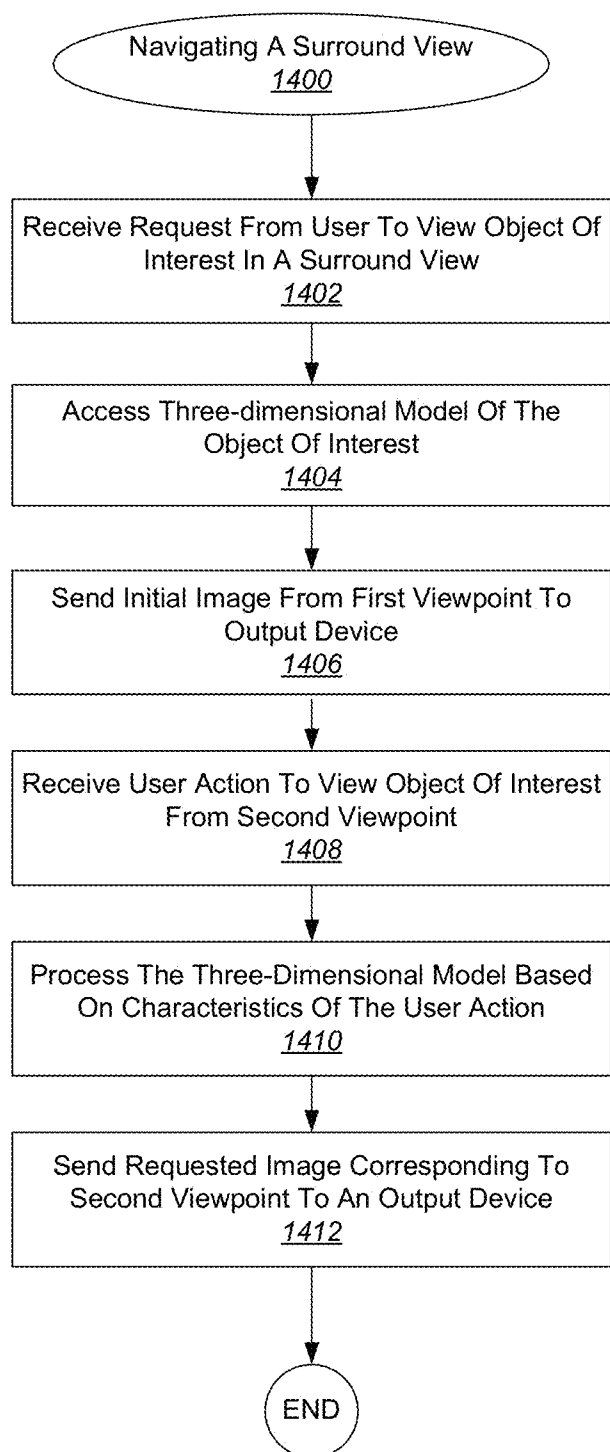 Navigating A Surround View
1400
Receive Request From User To View Object Of
Interest In A Surround View
1402
Access Three-dimensional Model Of The
Object Of Interest
1404
Send Initial Image From First Viewpoint To
Output Device
1406
Receive User Action To View Object Of Interest
From Second Viewpoint
1408
Process The Three-Dimensional Model Based
On Characteristics Of The User Action
1410
Send Requested Image Corresponding To
Second Viewpoint To An Output Device
1412
END